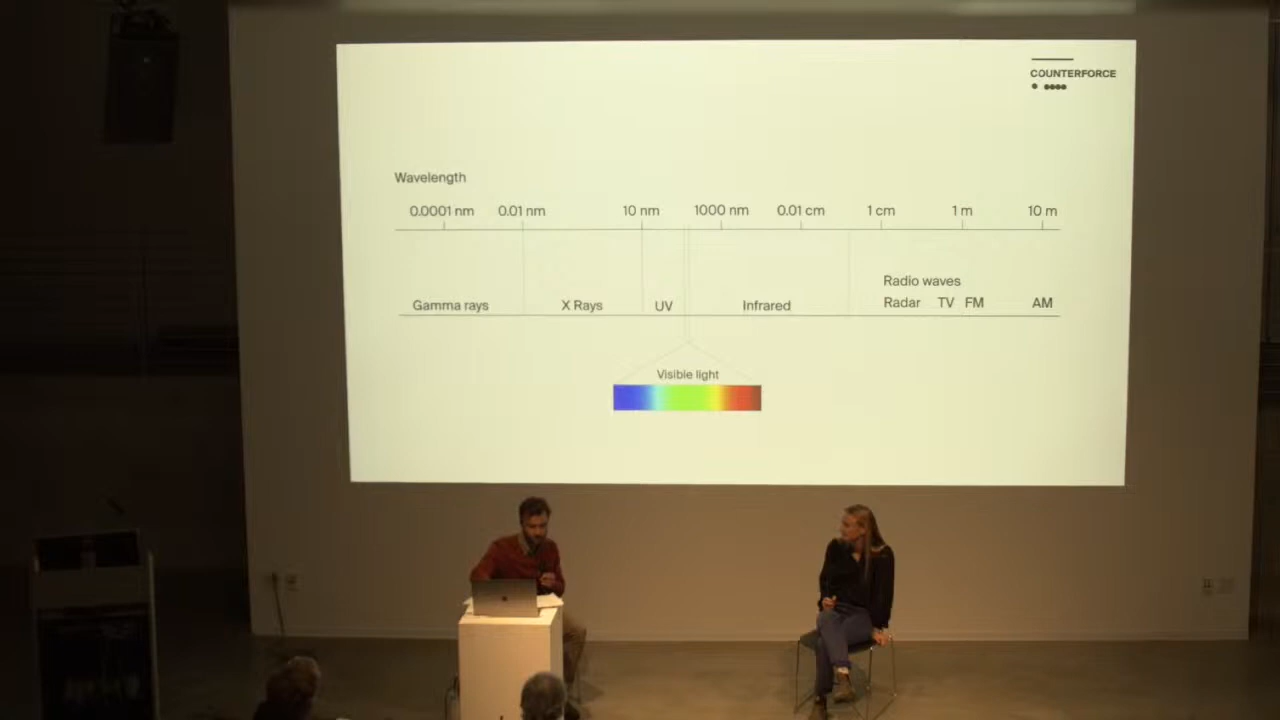 COUNTERFORCE
Wavelength
0.0001 nm 0.01 nm 10 nm 1000 nm 0.01 cm 1 cm 1 m 10 m
Radio waves
Gamma rays X Rays UV Infrared Radar TV FM AM
Visible light